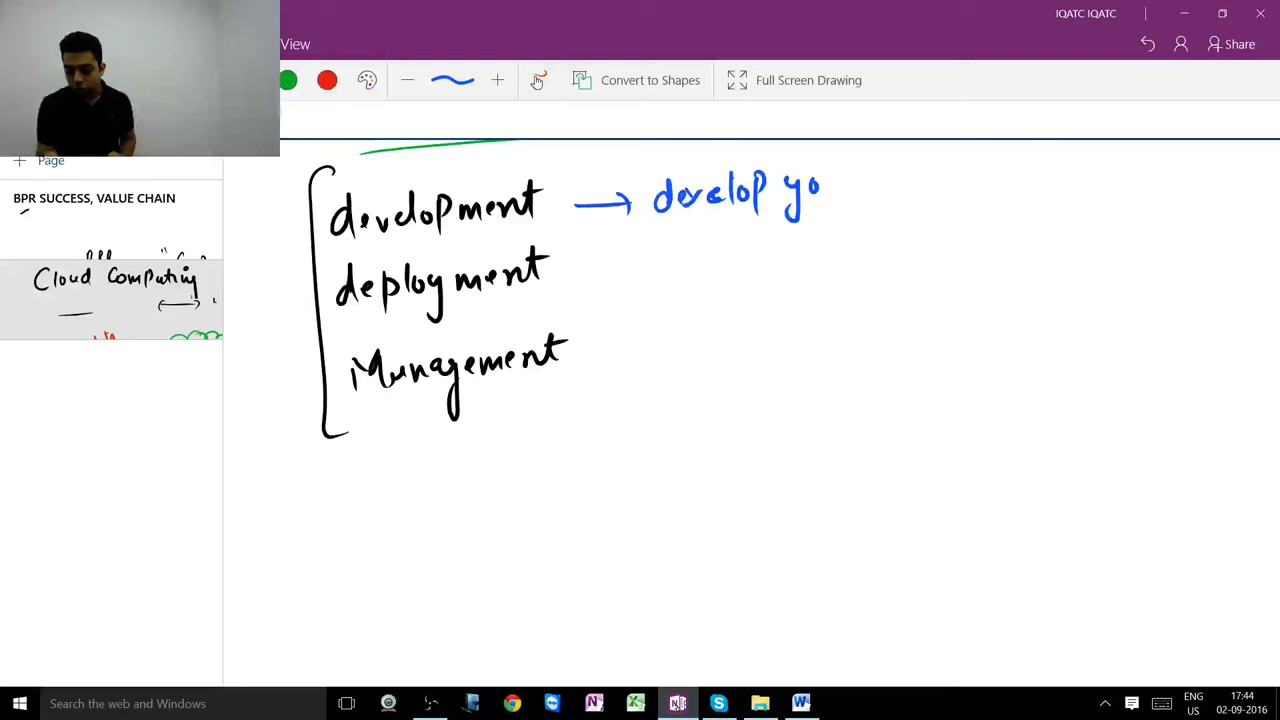 IQATC IQATC
View
Share
Convert to Shapes
Full Screen Drawing
Page
BPR SUCCESS, VALUE CHAIN
Cloud Computing
development → develop yo
deployment
Management
Search the web and Windows
ENG
US
17:44
02-09-2016